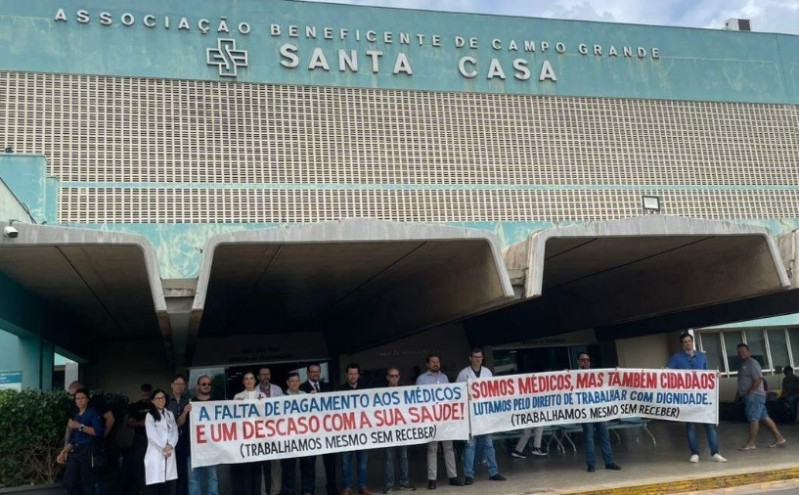 ASSOCIAÇÃO BENEFICENTE DE CAMPO GRANDE
SANTA CASA
A FALTA DE PAGAMENTO AOS MÉDICOS
E UM DESCASO COM A SUA SAÚDE!
(TRABALHAMOS MESMO SEM RECEBER)
SOMOS MÉDICOS, MAS TAMBÉM CIDADÃOS
LUTAMOS PELO DIREITO DE TRABALHAR COM DIGNIDADE..
(TRABALHAMOS MESMO SEM RECEBER)